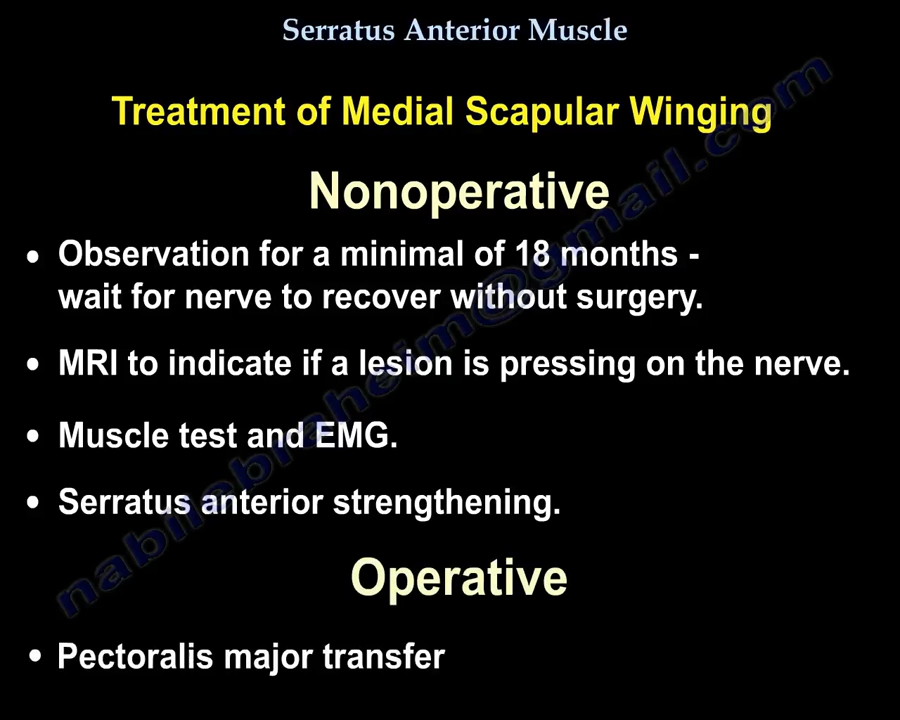 Serratus Anterior Muscle
Treatment of Medial Scapular Winging
Nonoperative
• Observation for a minimal of 18 months -
wait for nerve to recover without surgery.
• MRI to indicate if a lesion is pressing on the nerve.
• Muscle test and EMG.
• Serratus anterior strengthening.
Operative
• Pectoralis major transfer
nabilebraheim@gmail.com